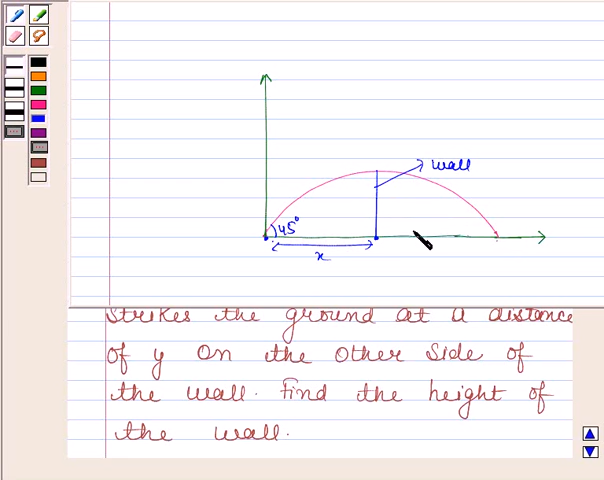 wall
45°
x
Strikes the ground at a distance
of y on the other side of
the wall. Find the height of
the wall.